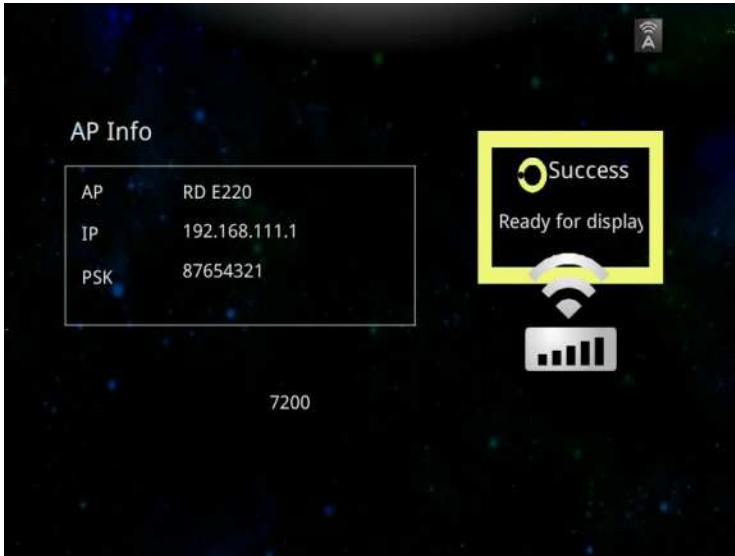 AP Info
AP RD E220
IP 192.168.111.1
PSK 87654321
Success
Ready for display
7200